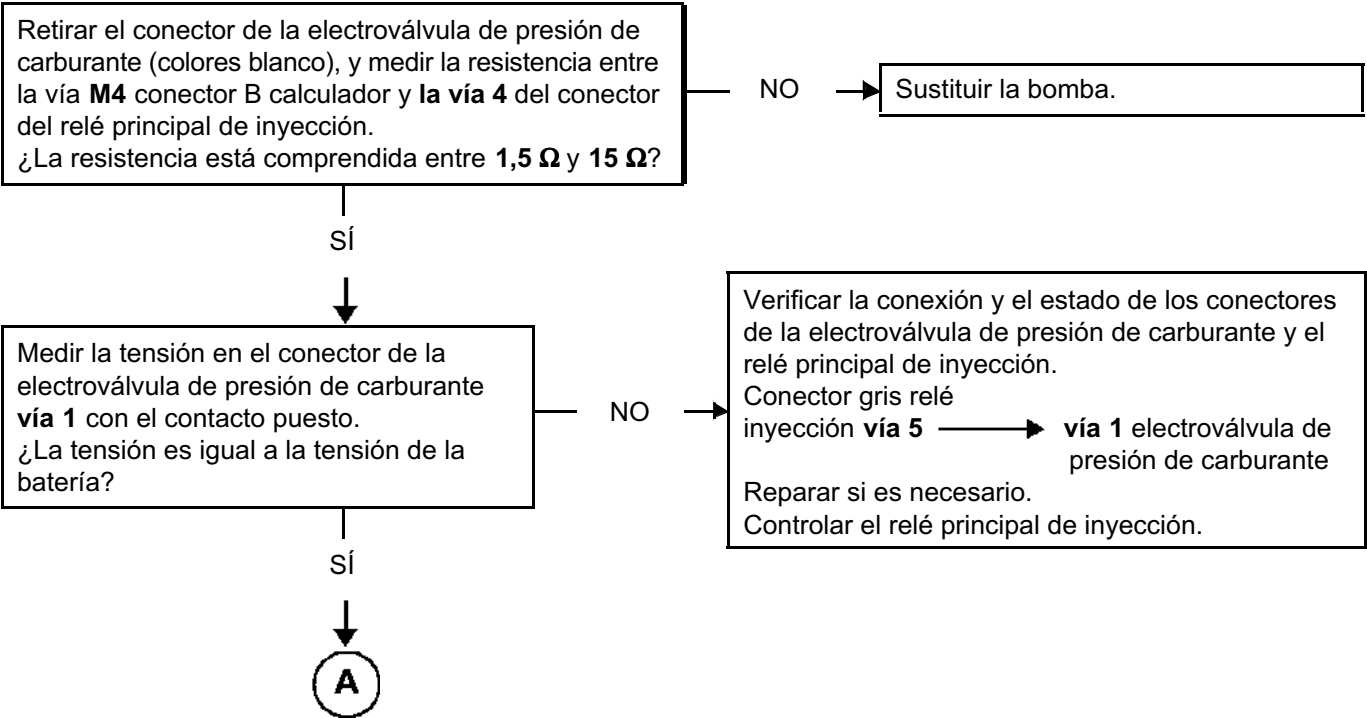 Retirar el conector de la electroválvula de presión de
carburante (colores blanco), y medir la resistencia entre
la vía M4 conector B calculador y la vía 4 del conector
del relé principal de inyección.
¿La resistencia está comprendida entre 1,5 Ω y 15 Ω?
NO
Sustituir la bomba.
SÍ
Medir la tensión en el conector de la
electroválvula de presión de carburante
vía 1 con el contacto puesto.
¿La tensión es igual a la tensión de la
batería?
NO
Verificar la conexión y el estado de los conectores
de la electroválvula de presión de carburante y el
relé principal de inyección.
Conector gris relé
inyección vía 5 vía 1 electroválvula de
presión de carburante
Reparar si es necesario.
Controlar el relé principal de inyección.
SÍ
A